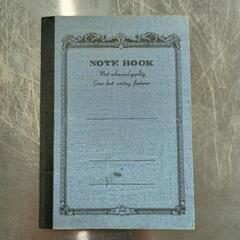 NOTE BOOK
Most advanced quality
Gives best writing features